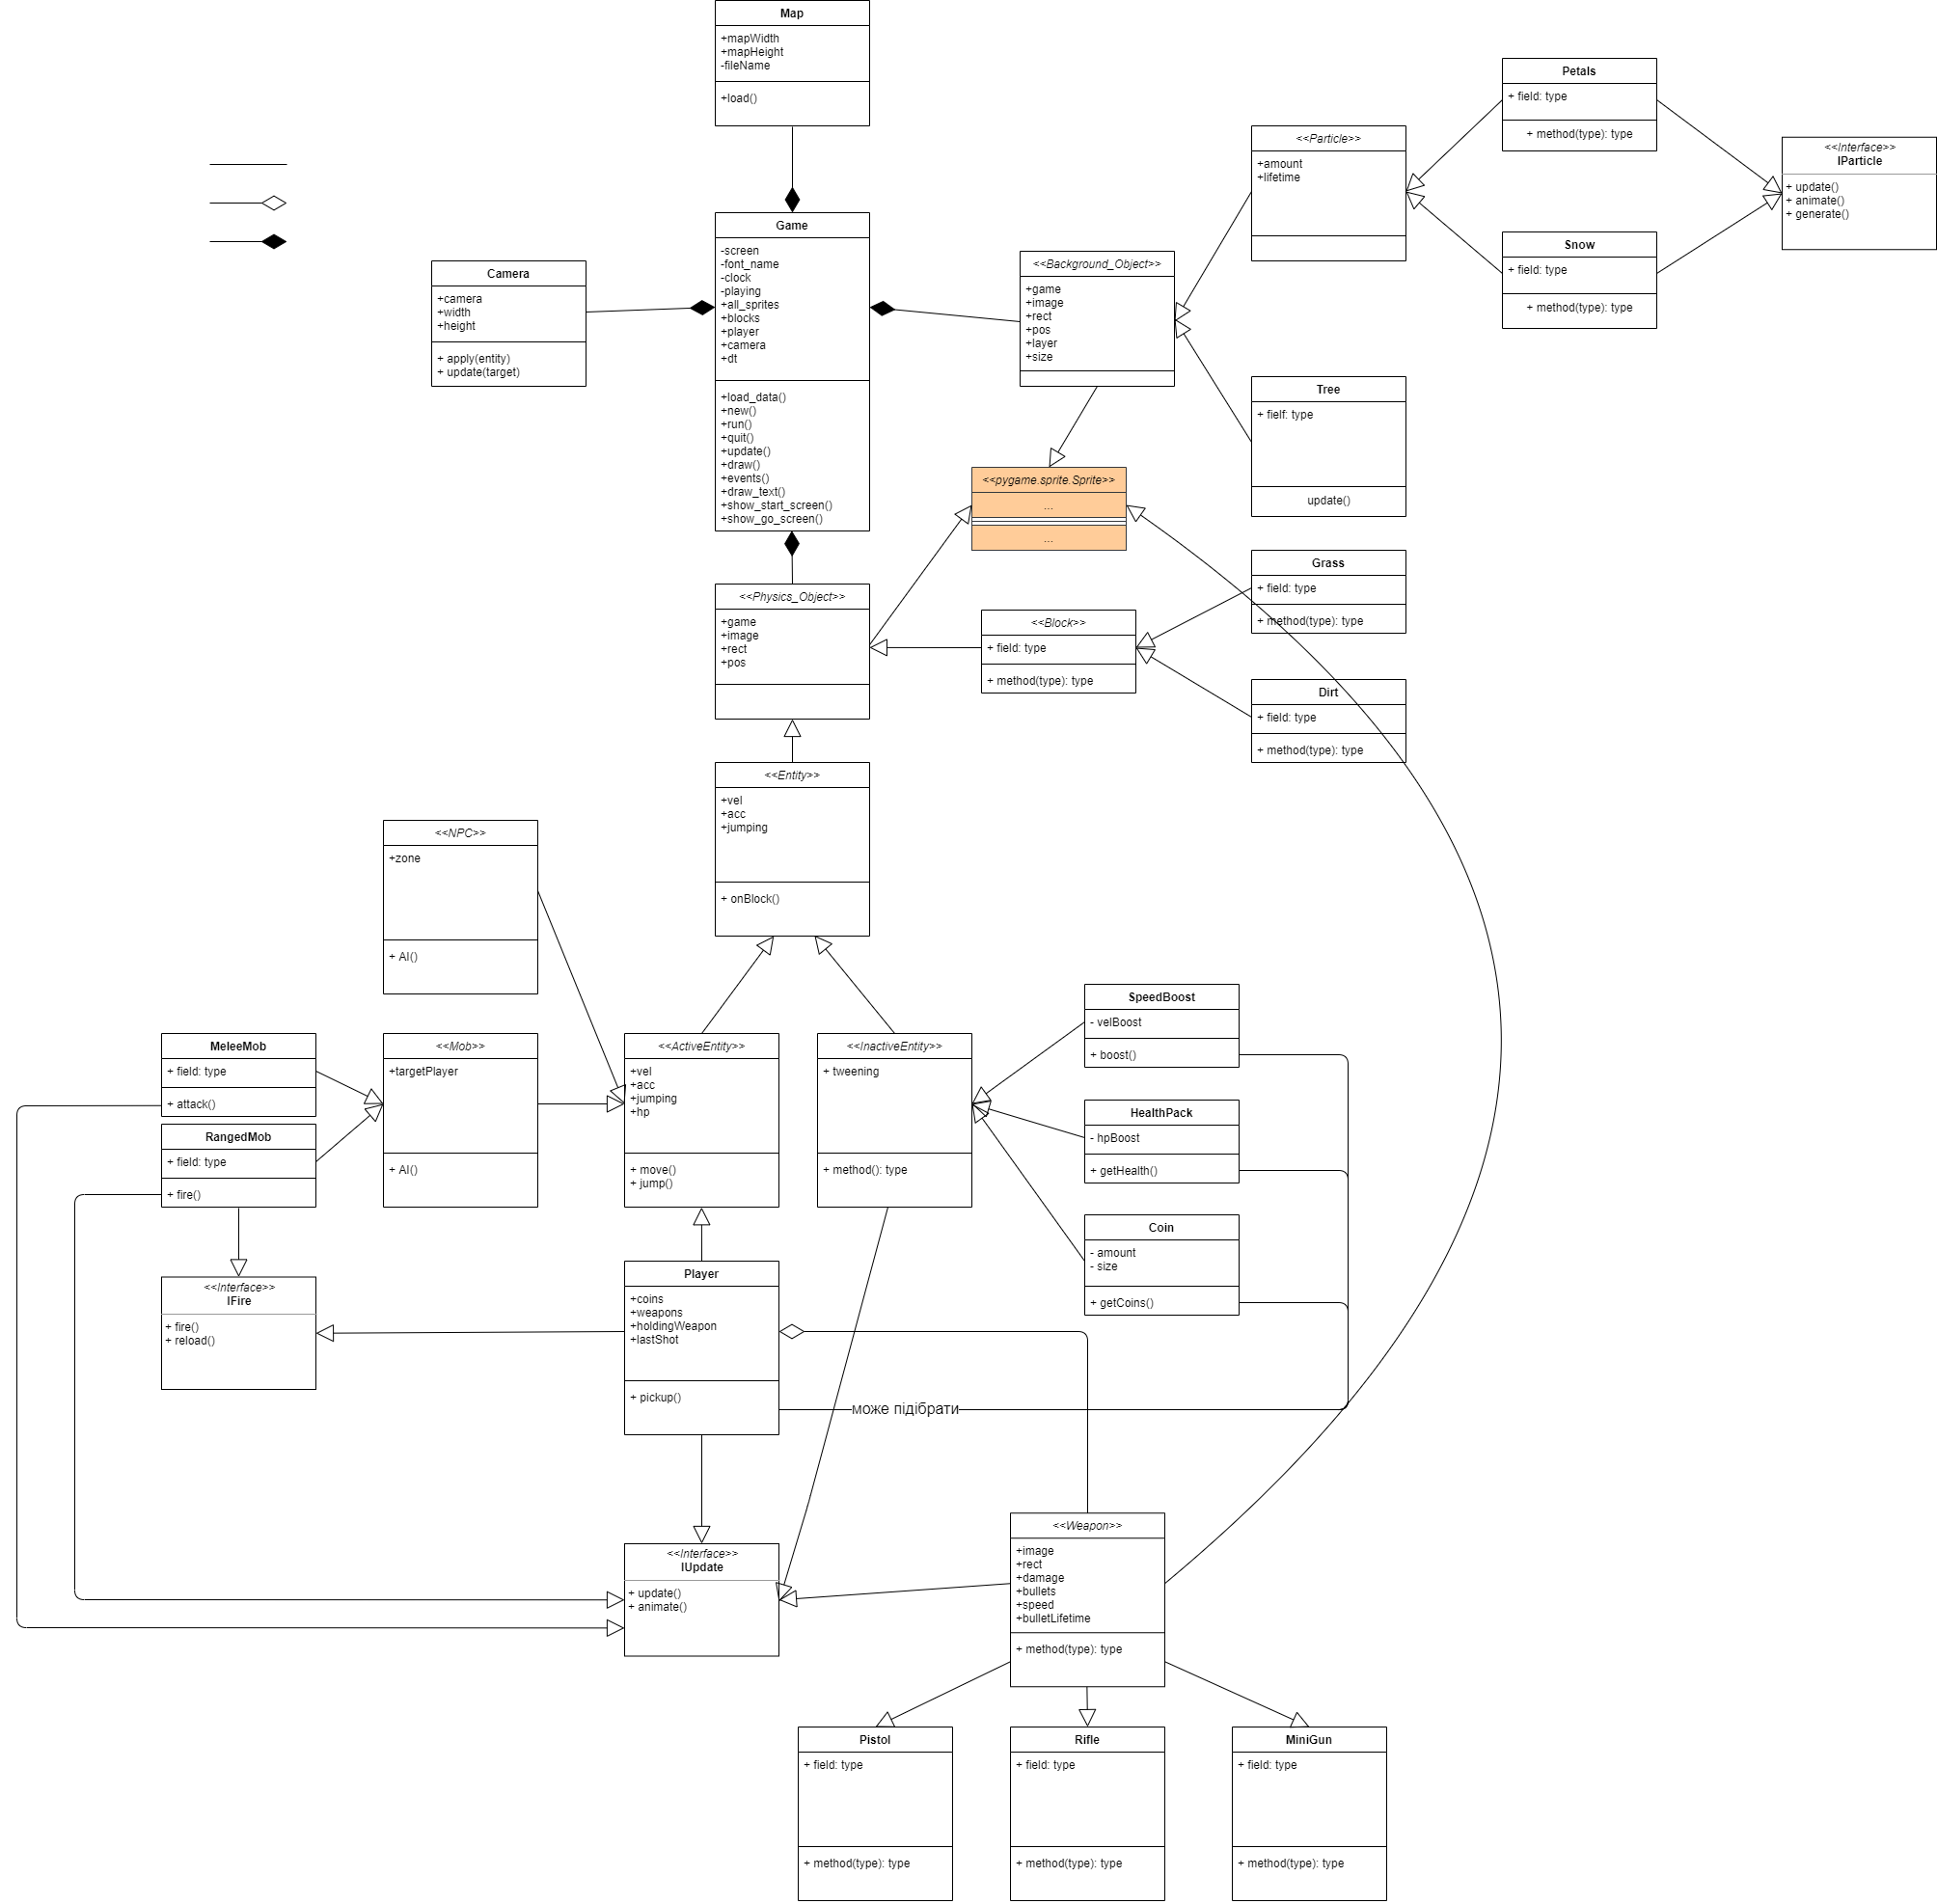 Map
+mapWidth
+mapHeight
-fileName
+load()
Petals
+ field: type
+ method(type): type
<<Particle>>
+amount
+lifetime
<<Interface>>
IParticle
+ update()
+ animate()
+ generate()
Game
-screen
-font_name
-clock
-playing
+all_sprites
+blocks
+player
+camera
+dt
+load_data()
+new()
+run()
+quit()
+update()
+draw()
+events()
+draw_text()
+show_start_screen()
+show_go_screen()
Snow
+ field: type
+ method(type): type
Camera
+camera
+width
+height
+ apply(entity)
+ update(target)
<<Background_Object>>
+game
+image
+rect
+pos
+layer
+size
Tree
+ fielf: type
update()
<<pygame.sprite.Sprite>>
...
...
Grass
+ field: type
+ method(type): type
<<Physics_Object>>
+game
+image
+rect
+pos
<<Block>>
+ field: type
+ method(type): type
Dirt
+ field: type
+ method(type): type
<<Entity>>
+vel
+acc
+jumping
+ onBlock()
<<NPC>>
+zone
+ AI()
MeleeMob
+ field: type
+ attack()
<<Mob>>
+targetPlayer
+ AI()
<<ActiveEntity>>
+vel
+acc
+jumping
+hp
+ move()
+ jump()
<<InactiveEntity>>
+ tweening
+ method(): type
SpeedBoost
- velBoost
+ boost()
HealthPack
- hpBoost
+ getHealth()
Coin
- amount
- size
+ getCoins()
RangedMob
+ field: type
+ fire()
<<Interface>>
IFire
+ fire()
+ reload()
Player
+coins
+weapons
+holdingWeapon
+lastShot
+ pickup()
може підібрати
<<Interface>>
IUpdate
+ update()
+ animate()
<<Weapon>>
+image
+rect
+damage
+bullets
+speed
+bulletLifetime
+ method(type): type
Pistol
+ field: type
+ method(type): type
Rifle
+ field: type
+ method(type): type
MiniGun
+ field: type
+ method(type): type